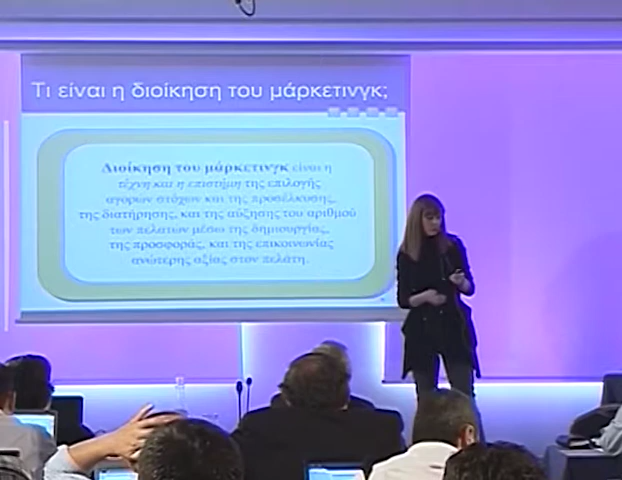 Τι είναι η διοίκηση του μάρκετινγκ;
Διοίκηση του μάρκετινγκ είναι η
τέχνη και η επιστήμη της επιλογής
αγορών στόχων και της προσέλκυσης,
της διατήρησης, και της αύξησης του αριθμού
των πελατών μέσω της δημιουργίας,
της προσφοράς, και της επικοινωνίας
ανώτερης αξίας στον πελάτη.